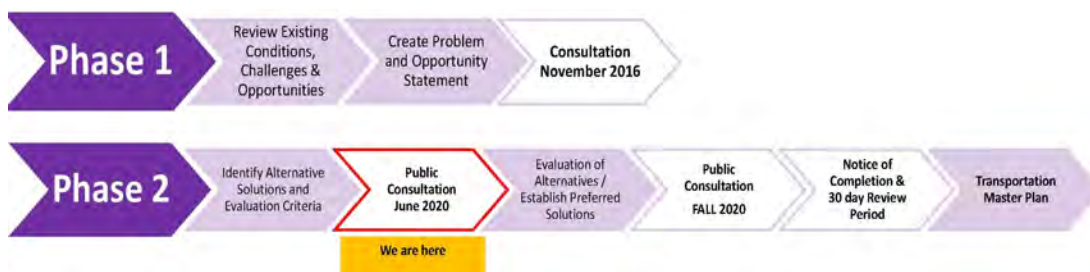 Phase 1
Review Existing
Conditions,
Challenges &
Opportunities
Create Problem
and Opportunity
Statement
Consultation
November 2016
Phase 2
Identify Alternative
Solutions and
Evaluation Criteria
Public
Consultation
June 2020
Evaluation of
Alternatives /
Establish Preferred
Solutions
Public
Consultation
FALL 2020
Notice of
Completion &
30 day Review
Period
Transportation
Master Plan
We are here